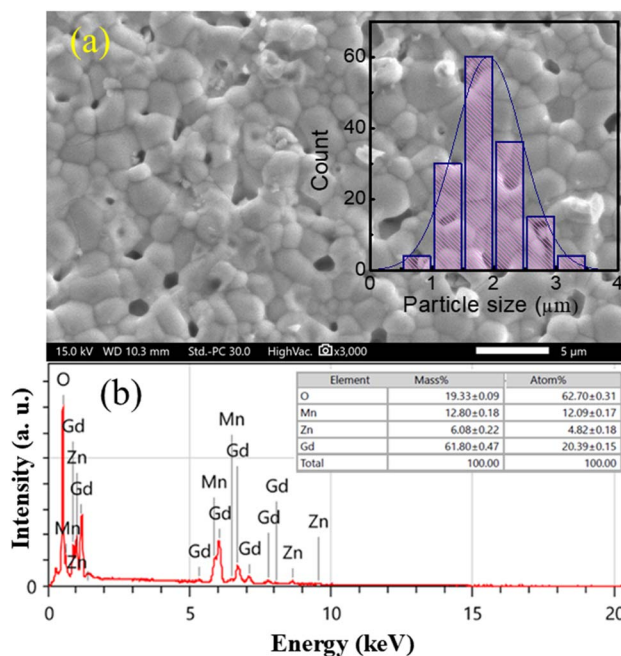 (a)
60
40
20
0
Count
0 1 2 3 4
Particle size (µm)
15.0 kV WD 10.3 mm Std.-PC 30.0 HighVac. x3,000 5 µm
(b)
Intensity (a. u.)
O
Gd
Zn
Gd
Mn
Zn
Mn
Gd
Mn
Gd
Gd
Gd
Gd
Gd
Zn
Zn
Element Mass% Atom%
O 19.33±0.09 62.70±0.31
Mn 12.80±0.18 12.09±0.17
Zn 6.08±0.22 4.82±0.18
Gd 61.80±0.47 20.39±0.15
Total 100.00 100.00
0
0 5 10 15 20
Energy (keV)